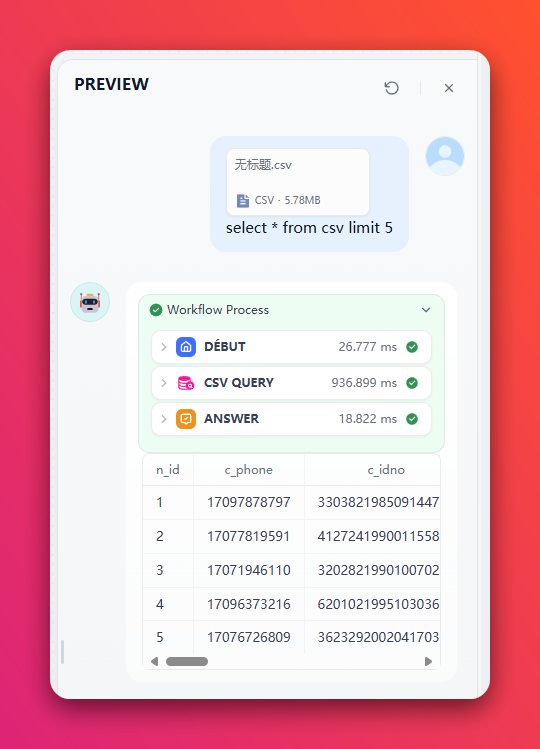 PREVIEW
无标题.csv
CSV · 5.78MB
select * from csv limit 5
Workflow Process
DÉBUT 26.777 ms
CSV QUERY 936.899 ms
ANSWER 18.822 ms
n_id c_phone c_idno
1 17097878797 3303821985091447
2 17077819591 4127241990011558
3 17071946110 3202821990100702
4 17096373216 6201021995103036
5 17076726809 3623292002041703